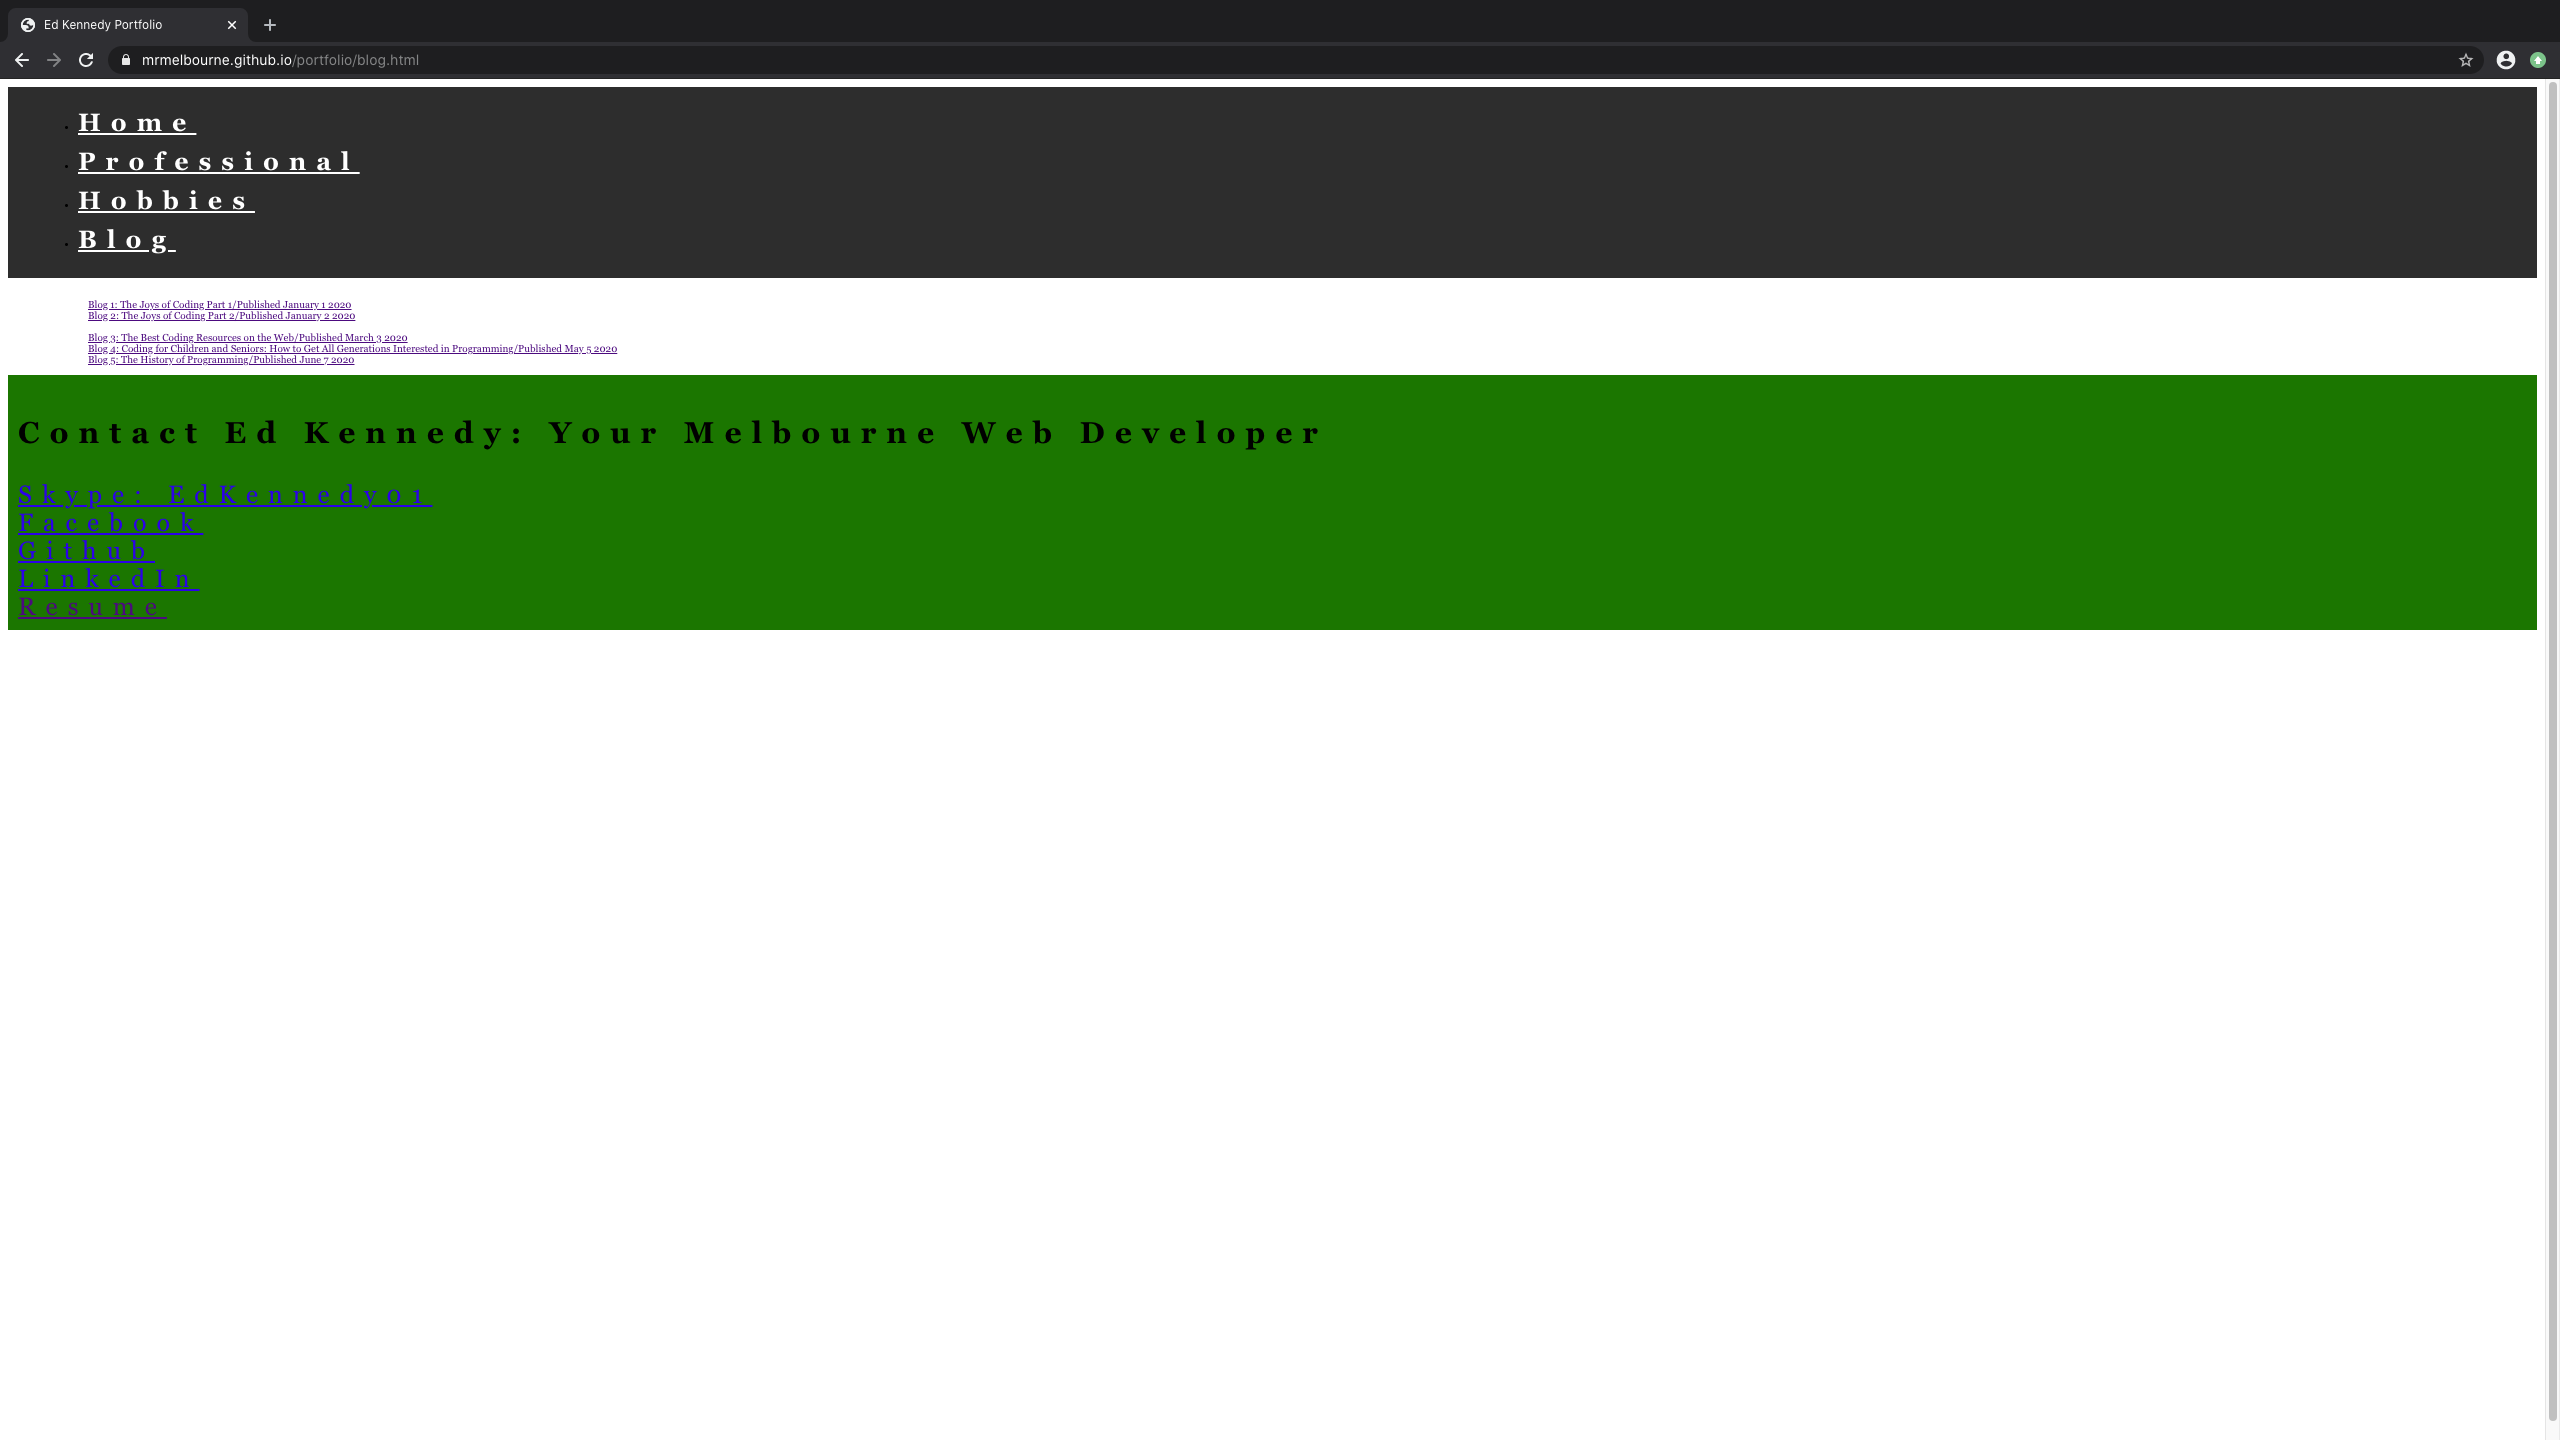 Ed Kennedy Portfolio
mrmelbourne.github.io/portfolio/blog.html
Home
Professional
Hobbies
Blog
Blog 1: The Joys of Coding Part 1/Published January 1 2020
Blog 2: The Joys of Coding Part 2/Published January 2 2020
Blog 3: The Best Coding Resources on the Web/Published March 3 2020
Blog 4: Coding for Children and Seniors: How to Get All Generations Interested in Programming/Published May 5 2020
Blog 5: The History of Programming/Published June 7 2020
Contact Ed Kennedy: Your Melbourne Web Developer
Skype: EdKennedy01
Facebook
Github
LinkedIn
Resume